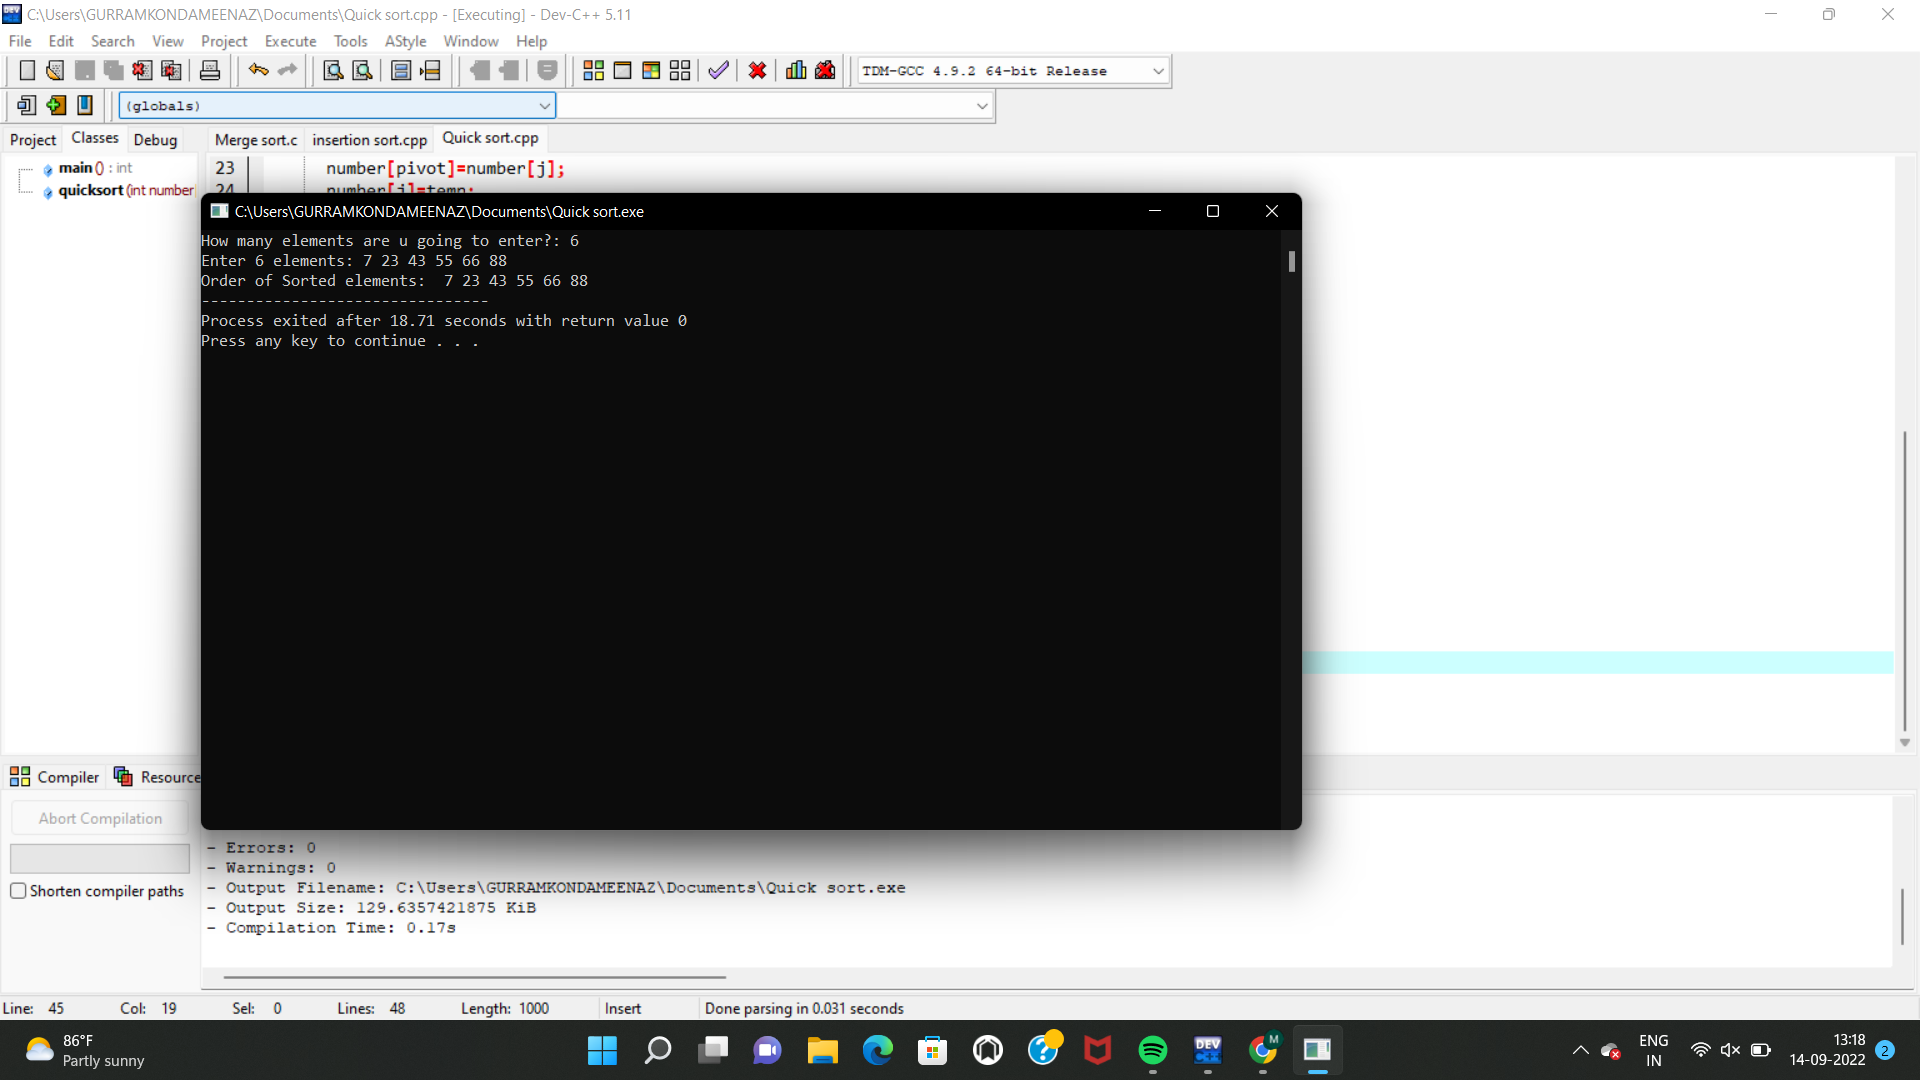 C:\Users\GURRAMKONDAMEENAZ\Documents\Quick sort.cpp - [Executing] - Dev-C++ 5.11
File Edit Search View Project Execute Tools AStyle Window Help
TDM-GCC 4.9.2 64-bit Release
(globals)
Project Classes Debug Merge sort.c insertion sort.cpp Quick sort.cpp
main () : int
quicksort (int number
23 number[pivot]=number[j];
24 number[j]=temp;
C:\Users\GURRAMKONDAMEENAZ\Documents\Quick sort.exe
How many elements are u going to enter?: 6
Enter 6 elements: 7 23 43 55 66 88
Order of Sorted elements:  7 23 43 55 66 88
--------------------------------
Process exited after 18.71 seconds with return value 0
Press any key to continue . . .
Compiler Resource
Abort Compilation
Shorten compiler paths
- Errors: 0
- Warnings: 0
- Output Filename: C:\Users\GURRAMKONDAMEENAZ\Documents\Quick sort.exe
- Output Size: 129.6357421875 KiB
- Compilation Time: 0.17s
Line: 45 Col: 19 Sel: 0 Lines: 48 Length: 1000 Insert Done parsing in 0.031 seconds
86°F
Partly sunny
DEV
C++
M
ENG
IN
13:18
14-09-2022
2